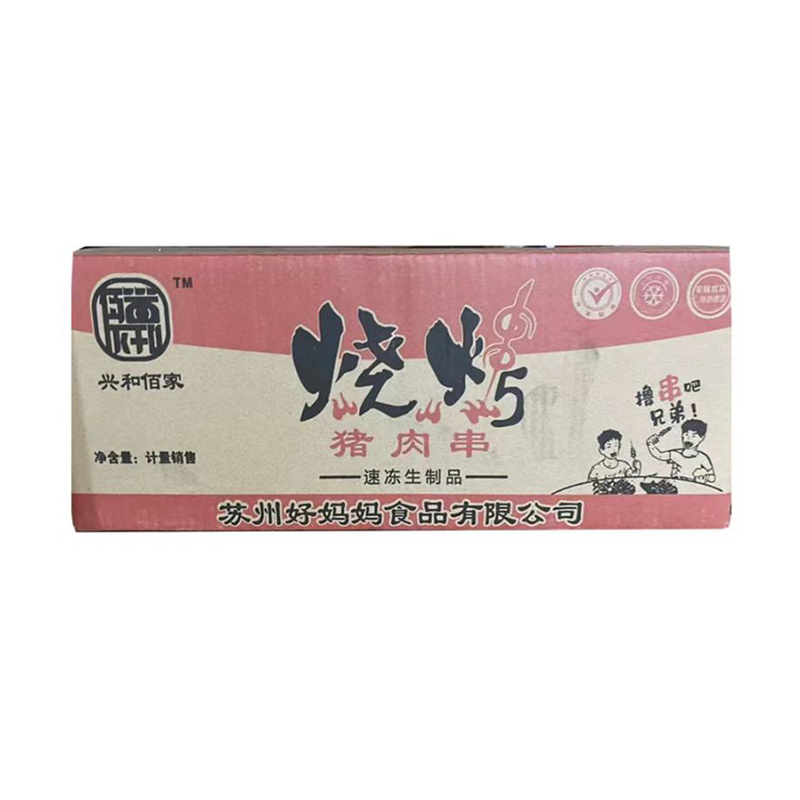 TM
兴和佰家
净含量：计量销售
烧烤
猪肉串
速冻生制品
撸串吧
兄弟！
苏州好妈妈食品有限公司